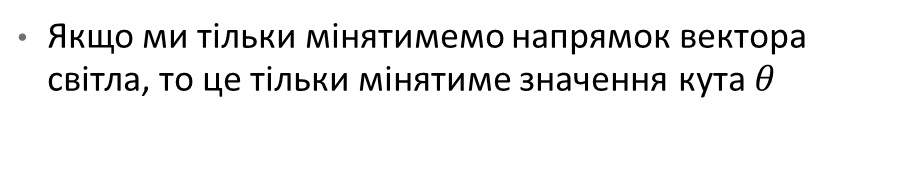 • Якщо ми тільки мінятимемо напрямок вектора
світла, то це тільки мінятиме значення кута θ